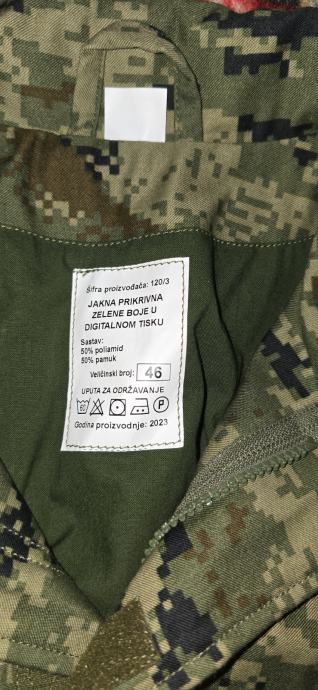 Šifra proizvođača: 120/3
JAKNA PRIKRIVNA
ZELENE BOJE U
DIGITALNOM TISKU
Sastav:
50% poliamid
50% pamuk
Veličinski broj: 46
UPUTA ZA ODRŽAVANJE
60 P
Godina proizvodnje: 2023